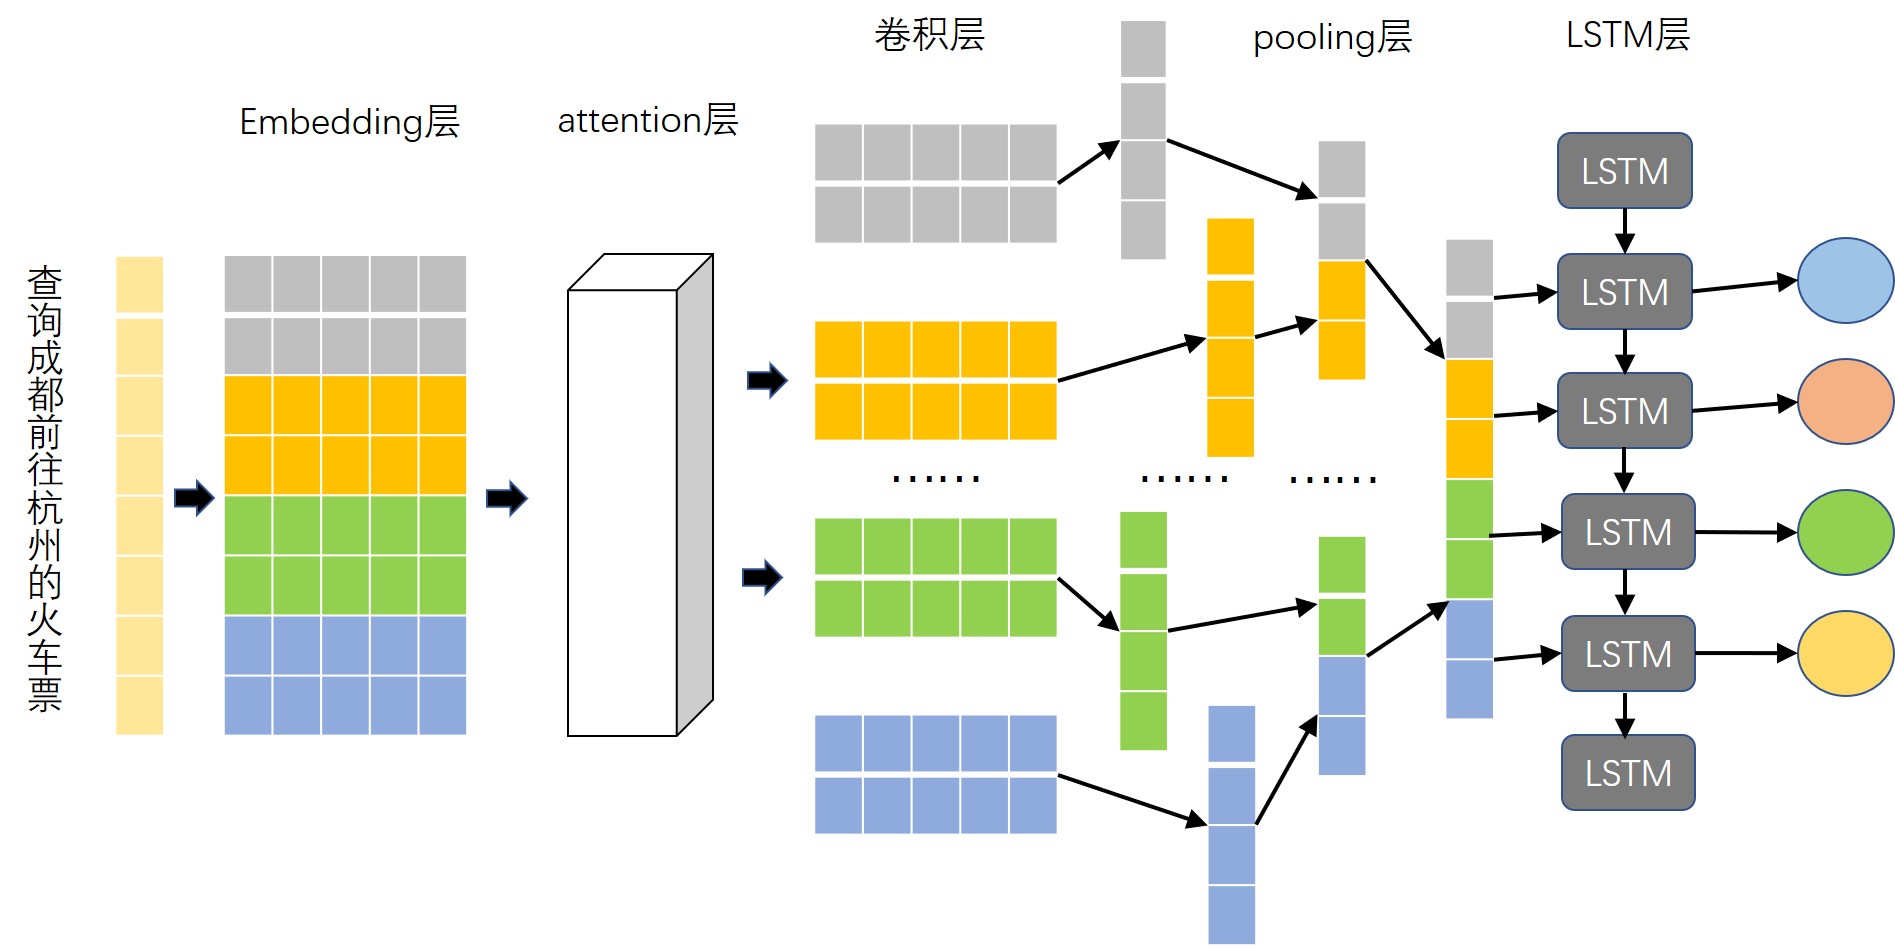 卷积层
pooling层
LSTM层
Embedding层
attention层
查询成都前往杭州的火车票
LSTM
LSTM
LSTM
LSTM
LSTM
LSTM
……
……
……